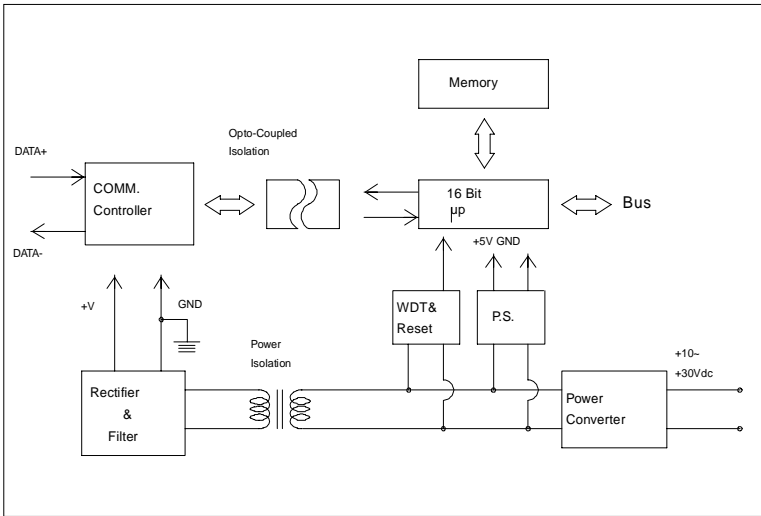 Memory
Opto-Coupled
Isolation
DATA+
COMM.
Controller
16 Bit
µp
Bus
DATA-
+5V GND
+V
GND
WDT&
Reset
P.S.
Power
Isolation
+10~
+30Vdc
Rectifier
&
Filter
Power
Converter